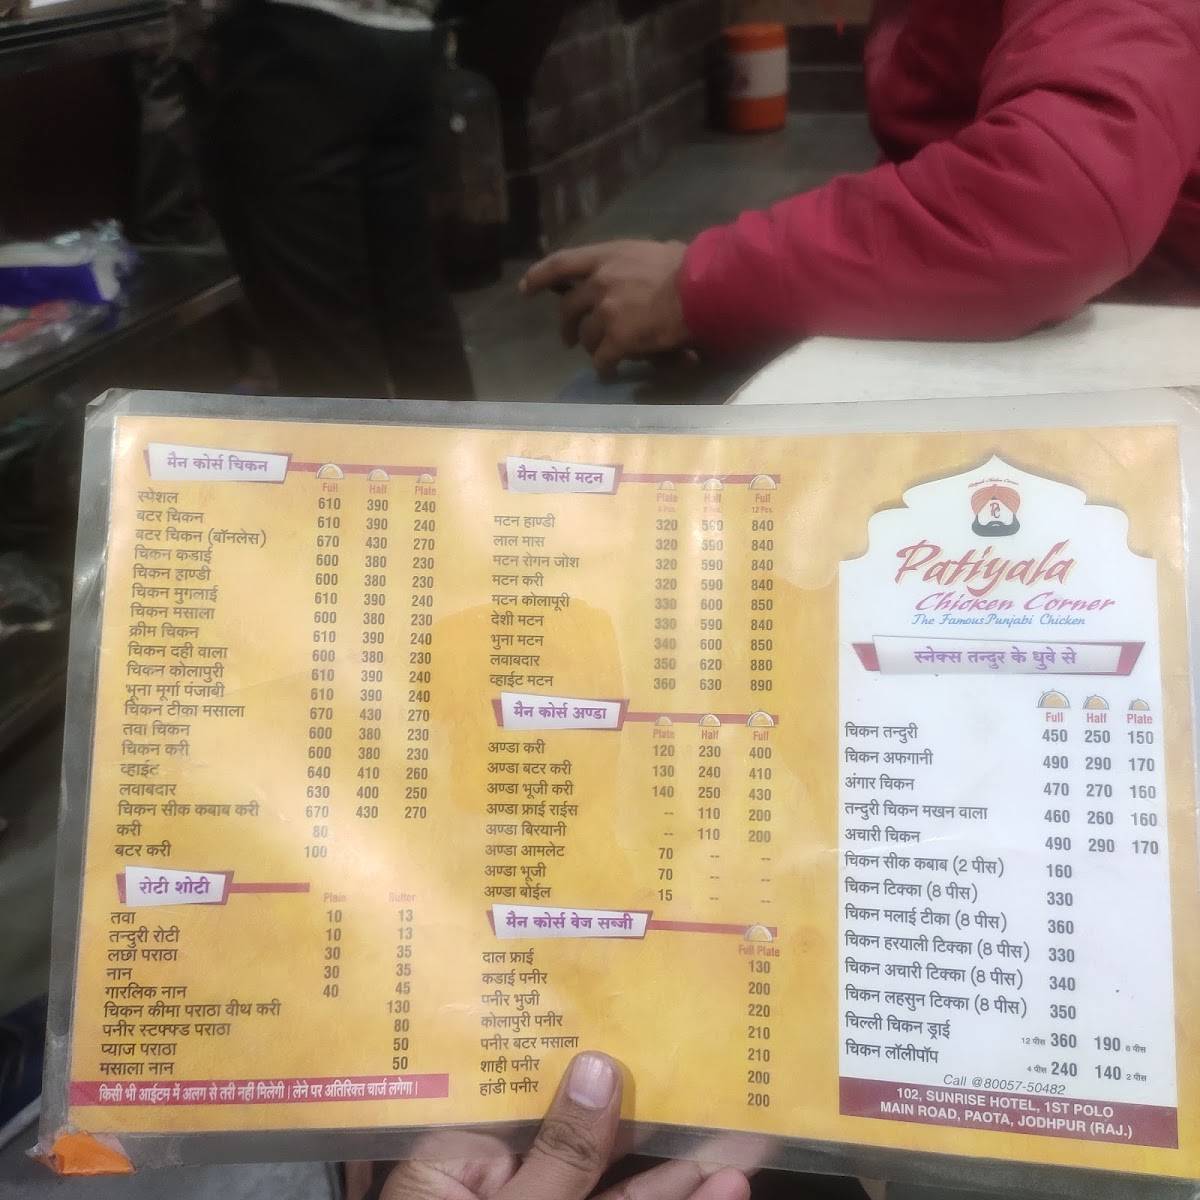 मैन कोर्स चिकन
Full Half Plate
स्पेशल 610 390 240
बटर चिकन 610 390 240
बटर चिकन (बॉनलेस) 670 430 270
चिकन कडाई 600 380 230
चिकन हाण्डी 600 380 230
चिकन मुगलाई 610 390 240
चिकन मसाला 600 380 230
क्रीम चिकन 610 390 240
चिकन दही वाला 600 380 230
चिकन कोलापुरी 610 390 240
भूना मूर्गा पंजाबी 610 390 240
चिकन टीका मसाला 670 430 270
तवा चिकन 600 380 230
चिकन करी 600 380 230
व्हाईट 640 410 260
लवाबदार 630 400 250
चिकन सीक कबाब करी 670 430 270
करी 80
बटर करी 100
रोटी शोटी
Plain Butter
तवा 10 13
तन्दुरी रोटी 10 13
लछा पराठा 30 35
नान 30 35
गारलिक नान 40 45
चिकन कीमा पराठा वीथ करी 130
पनीर स्टफ्फ्ड पराठा 80
प्याज पराठा 50
मसाला नान 50
किसी भी आईटम में अलग से तरी नहीं मिलेगी । लेने पर अतिरिक्त चार्ज लगेगा ।
मैन कोर्स मटन
Plate Half Full
12 Pcs.
मटन हाण्डी 320 590 840
लाल मास 320 590 840
मटन रोगन जोश 320 590 840
मटन करी 320 590 840
मटन कोलापूरी 330 600 850
देशी मटन 330 590 840
भुना मटन 340 600 850
लवाबदार 350 620 880
व्हाईट मटन 360 630 890
मैन कोर्स अण्डा
Plate Half Full
अण्डा करी 120 230 400
अण्डा बटर करी 130 240 410
अण्डा भूजी करी 140 250 430
अण्डा फ्राई राईस -- 110 200
अण्डा बिरयानी -- 110 200
अण्डा आमलेट 70 -- --
अण्डा भूजी 70 -- --
अण्डा बोईल 15 -- --
मैन कोर्स वेज सब्जी
Full Plate
दाल फ्राई 130
कडाई पनीर 200
पनीर भुजी 220
कोलापुरी पनीर 210
पनीर बटर मसाला 210
शाही पनीर 200
हांडी पनीर 200
PC
Patiyala
Chicken Corner
The Famous Punjabi Chicken
स्नेक्स तन्दुर के धुवे से
Full Half Plate
चिकन तन्दुरी 450 250 150
चिकन अफगानी 490 290 170
अंगार चिकन 470 270 160
तन्दुरी चिकन मखन वाला 460 260 160
अचारी चिकन 490 290 170
चिकन सीक कबाब (2 पीस) 160
चिकन टिक्का (8 पीस) 330
चिकन मलाई टीका (8 पीस) 360
चिकन हरयाली टिक्का (8 पीस) 330
चिकन अचारी टिक्का (8 पीस) 340
चिकन लहसुन टिक्का (8 पीस) 350
चिल्ली चिकन ड्राई 12 पीस 360 190 6 पीस
चिकन लॉलीपॉप 4 पीस 240 140 2 पीस
Call @80057-50482
102, SUNRISE HOTEL, 1ST POLO
MAIN ROAD, PAOTA, JODHPUR (RAJ.)